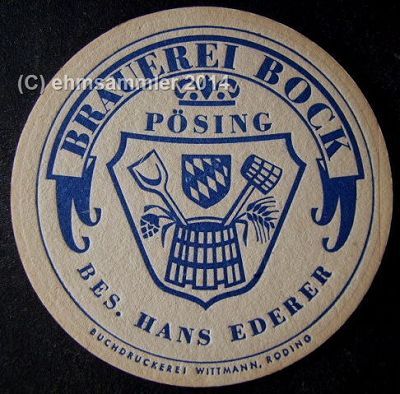 (C) ehmsammler 2014
BRAUEREI BOCK
PÖSING
BES. HANS EDERER
BUCHDRUCKEREI WITTMANN, RODING